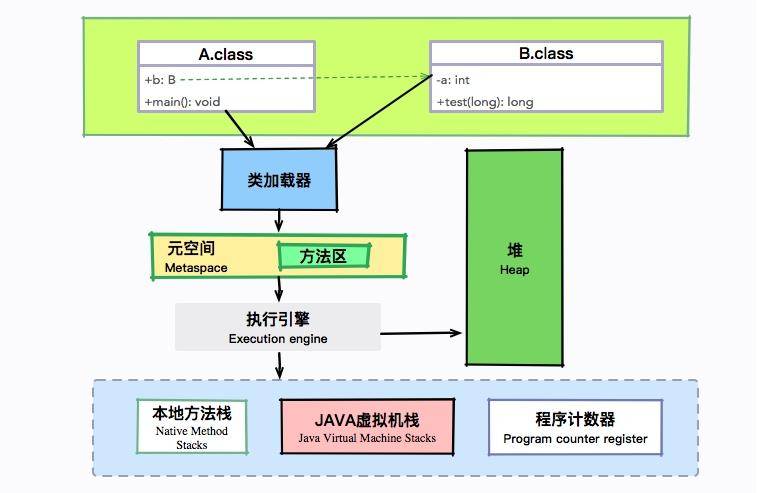 A.class
B.class
+b: B
-a: int
+main(): void
+test(long): long
类加载器
堆
Heap
元空间
Metaspace
方法区
执行引擎
Execution engine
本地方法栈
Native Method
Stacks
JAVA虚拟机栈
Java Virtual Machine Stacks
程序计数器
Program counter register